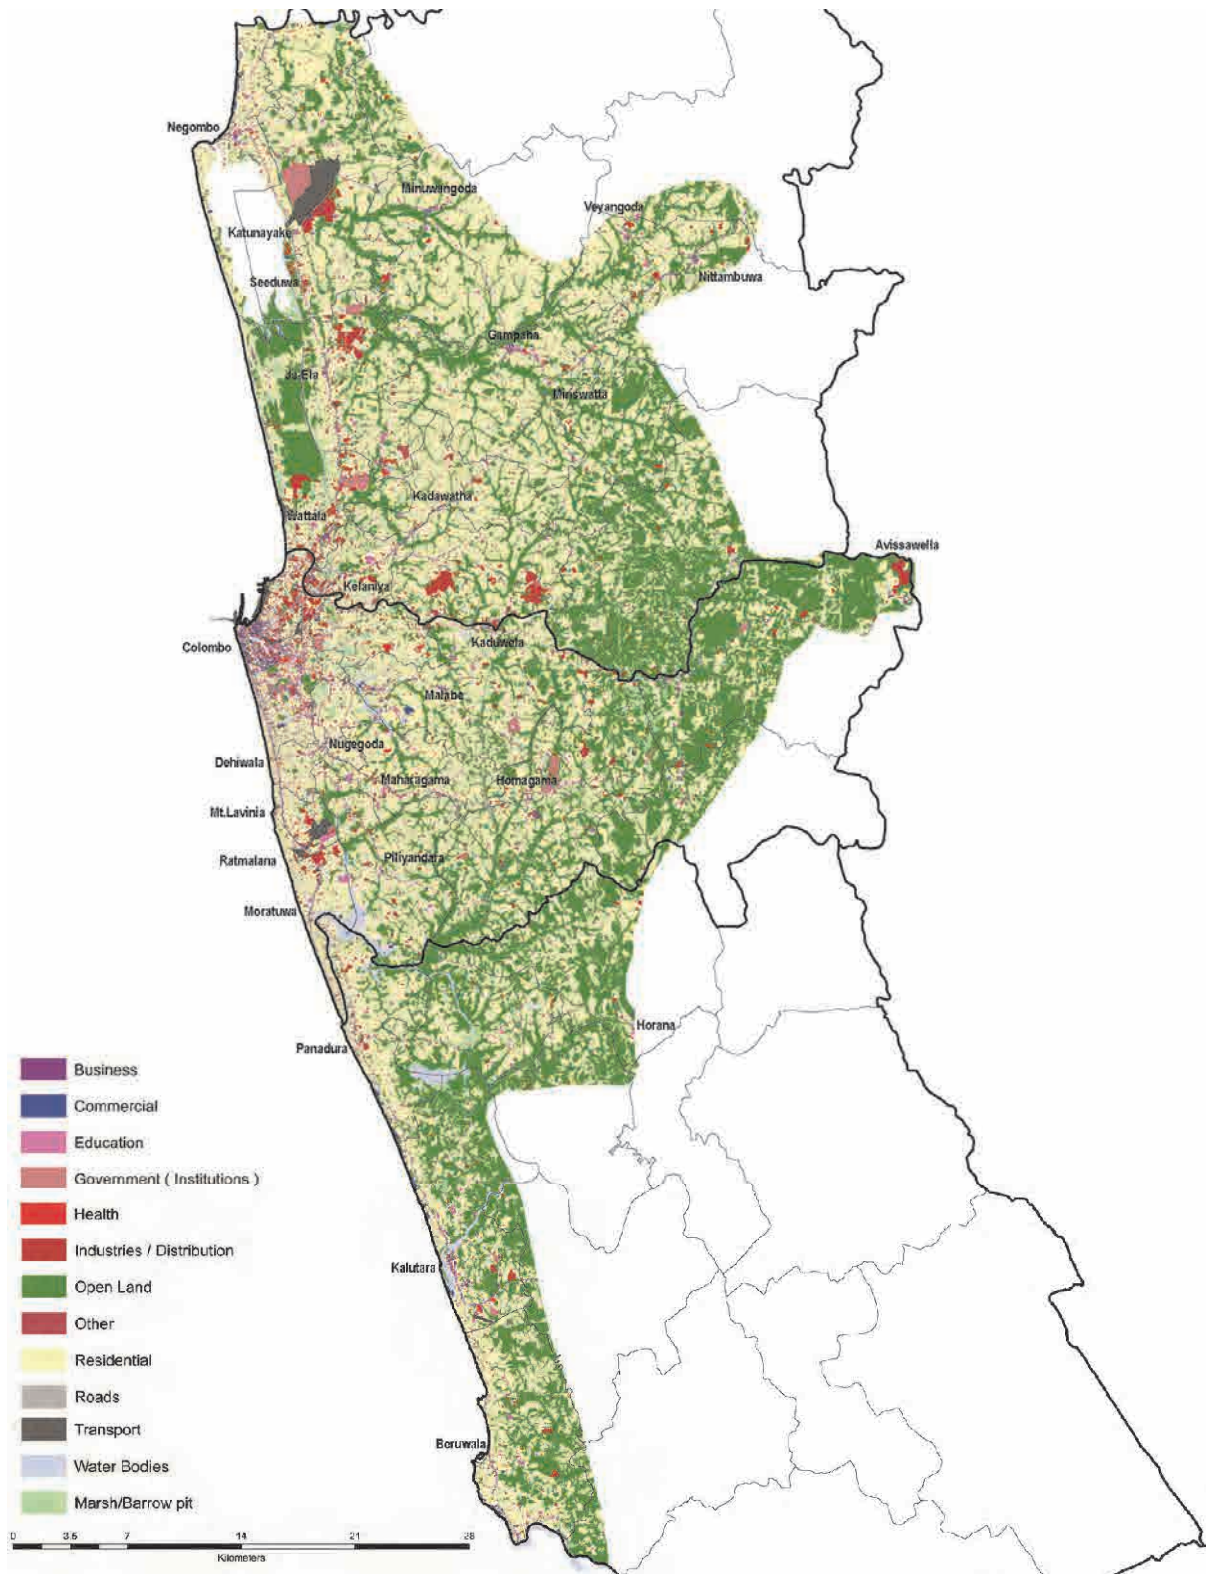 Negombo
Minuwangoda
Veyangoda
Katunayake
Nittambuwa
Seeduwa
Gampaha
Ja-Ela
Miriswatta
Kadawatha
Wattala
Avissawella
Kelaniya
Kaduwela
Colombo
Malabe
Nugegoda
Dehiwala
Maharagama
Homagama
Mt.Lavinia
Ratmalana
Piliyandara
Moratuwa
Horana
Panadura
Business
Commercial
Education
Government ( Institutions )
Health
Kalutara
Industries / Distribution
Open Land
Other
Residential
Roads
Transport
Beruwala
Water Bodies
Marsh/Barrow pit
0 3.5 7 14 21 28
Kilometers